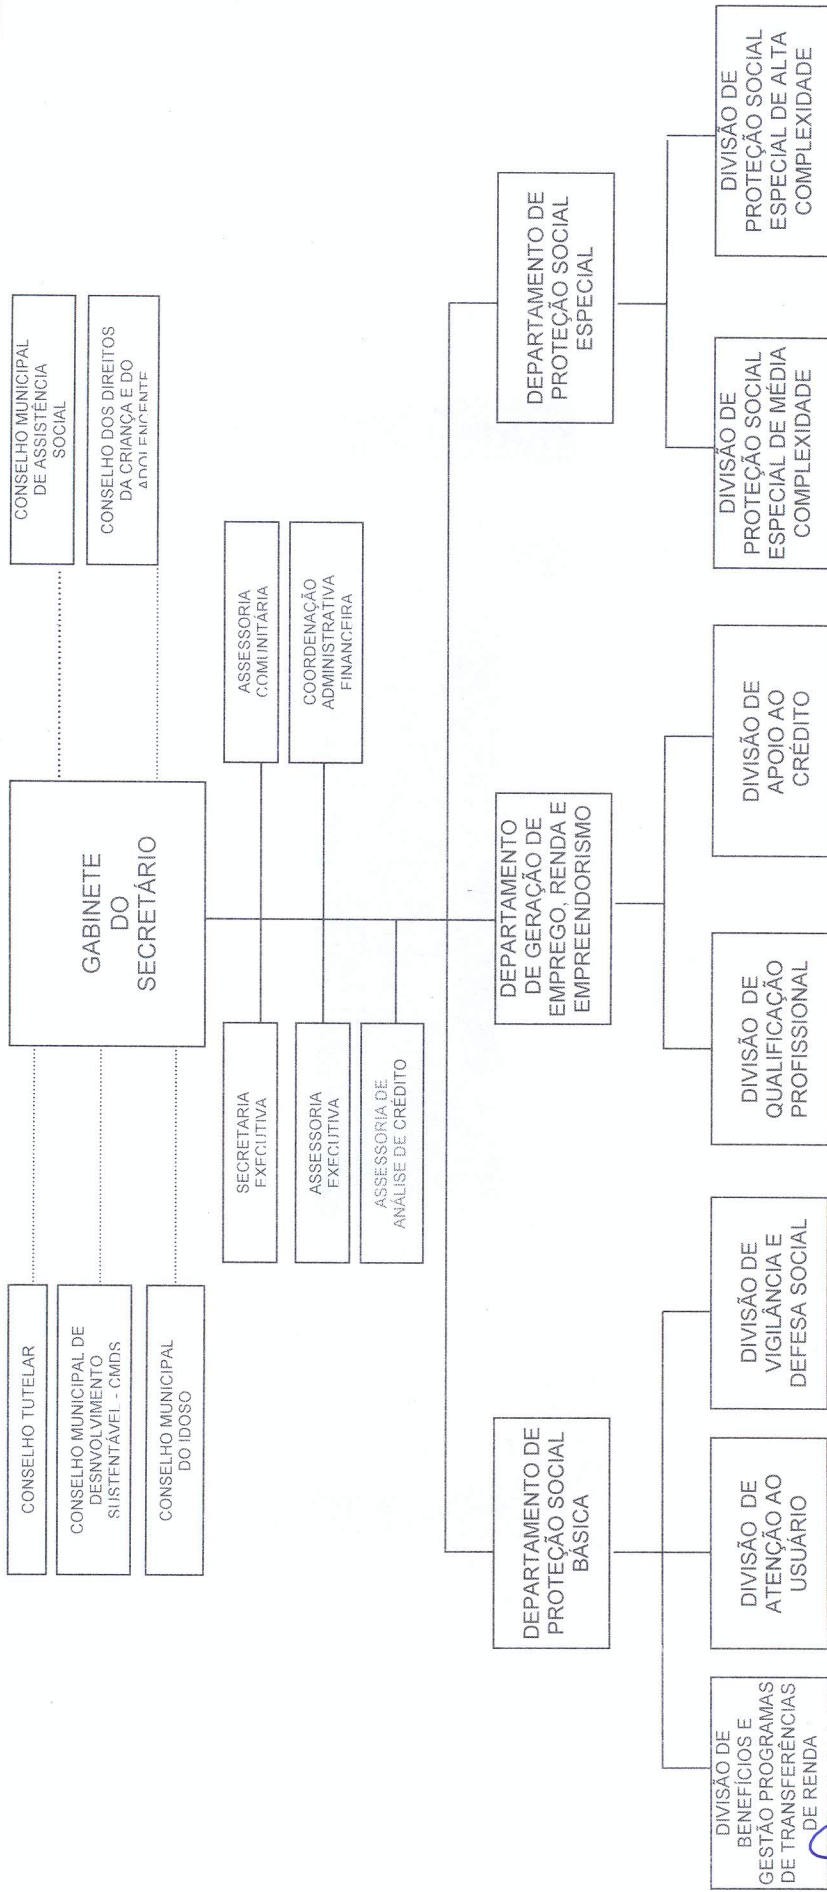 CONSELHO TUTELAR
CONSELHO MUNICIPAL DE
DESNVOLVIMENTO
SUSTENTÁVEL - CMDS
CONSELHO MUNICIPAL
DO IDOSO
GABINETE
DO
SECRETÁRIO
CONSELHO MUNICIPAL
DE ASSISTÊNCIA
SOCIAL
CONSELHO DOS DIREITOS
DA CRIANÇA E DO
SECRETARIA
EXECUTIVA
ASSESSORIA
COMUNITÁRIA
ASSESSORIA
EXECUTIVA
COORDENAÇÃO
ADMINISTRATIVA
FINANCEIRA
ASSESSORIA DE
ANÁLISE DE CRÉDITO
DEPARTAMENTO DE
PROTEÇÃO SOCIAL
BÁSICA
DEPARTAMENTO
DE GERAÇÃO DE
EMPREGO, RENDA E
EMPREENDORISMO
DEPARTAMENTO DE
PROTEÇÃO SOCIAL
ESPECIAL
DIVISÃO DE
BENEFÍCIOS E
GESTÃO PROGRAMAS
DE TRANSFERÊNCIAS
DE RENDA
DIVISÃO DE
ATENÇÃO AO
USUÁRIO
DIVISÃO DE
VIGILÂNCIA E
DEFESA SOCIAL
DIVISÃO DE
QUALIFICAÇÃO
PROFISSIONAL
DIVISÃO DE
APOIO AO
CRÉDITO
DIVISÃO DE
PROTEÇÃO SOCIAL
ESPECIAL DE MÉDIA
COMPLEXIDADE
DIVISÃO DE
PROTEÇÃO SOCIAL
ESPECIAL DE ALTA
COMPLEXIDADE